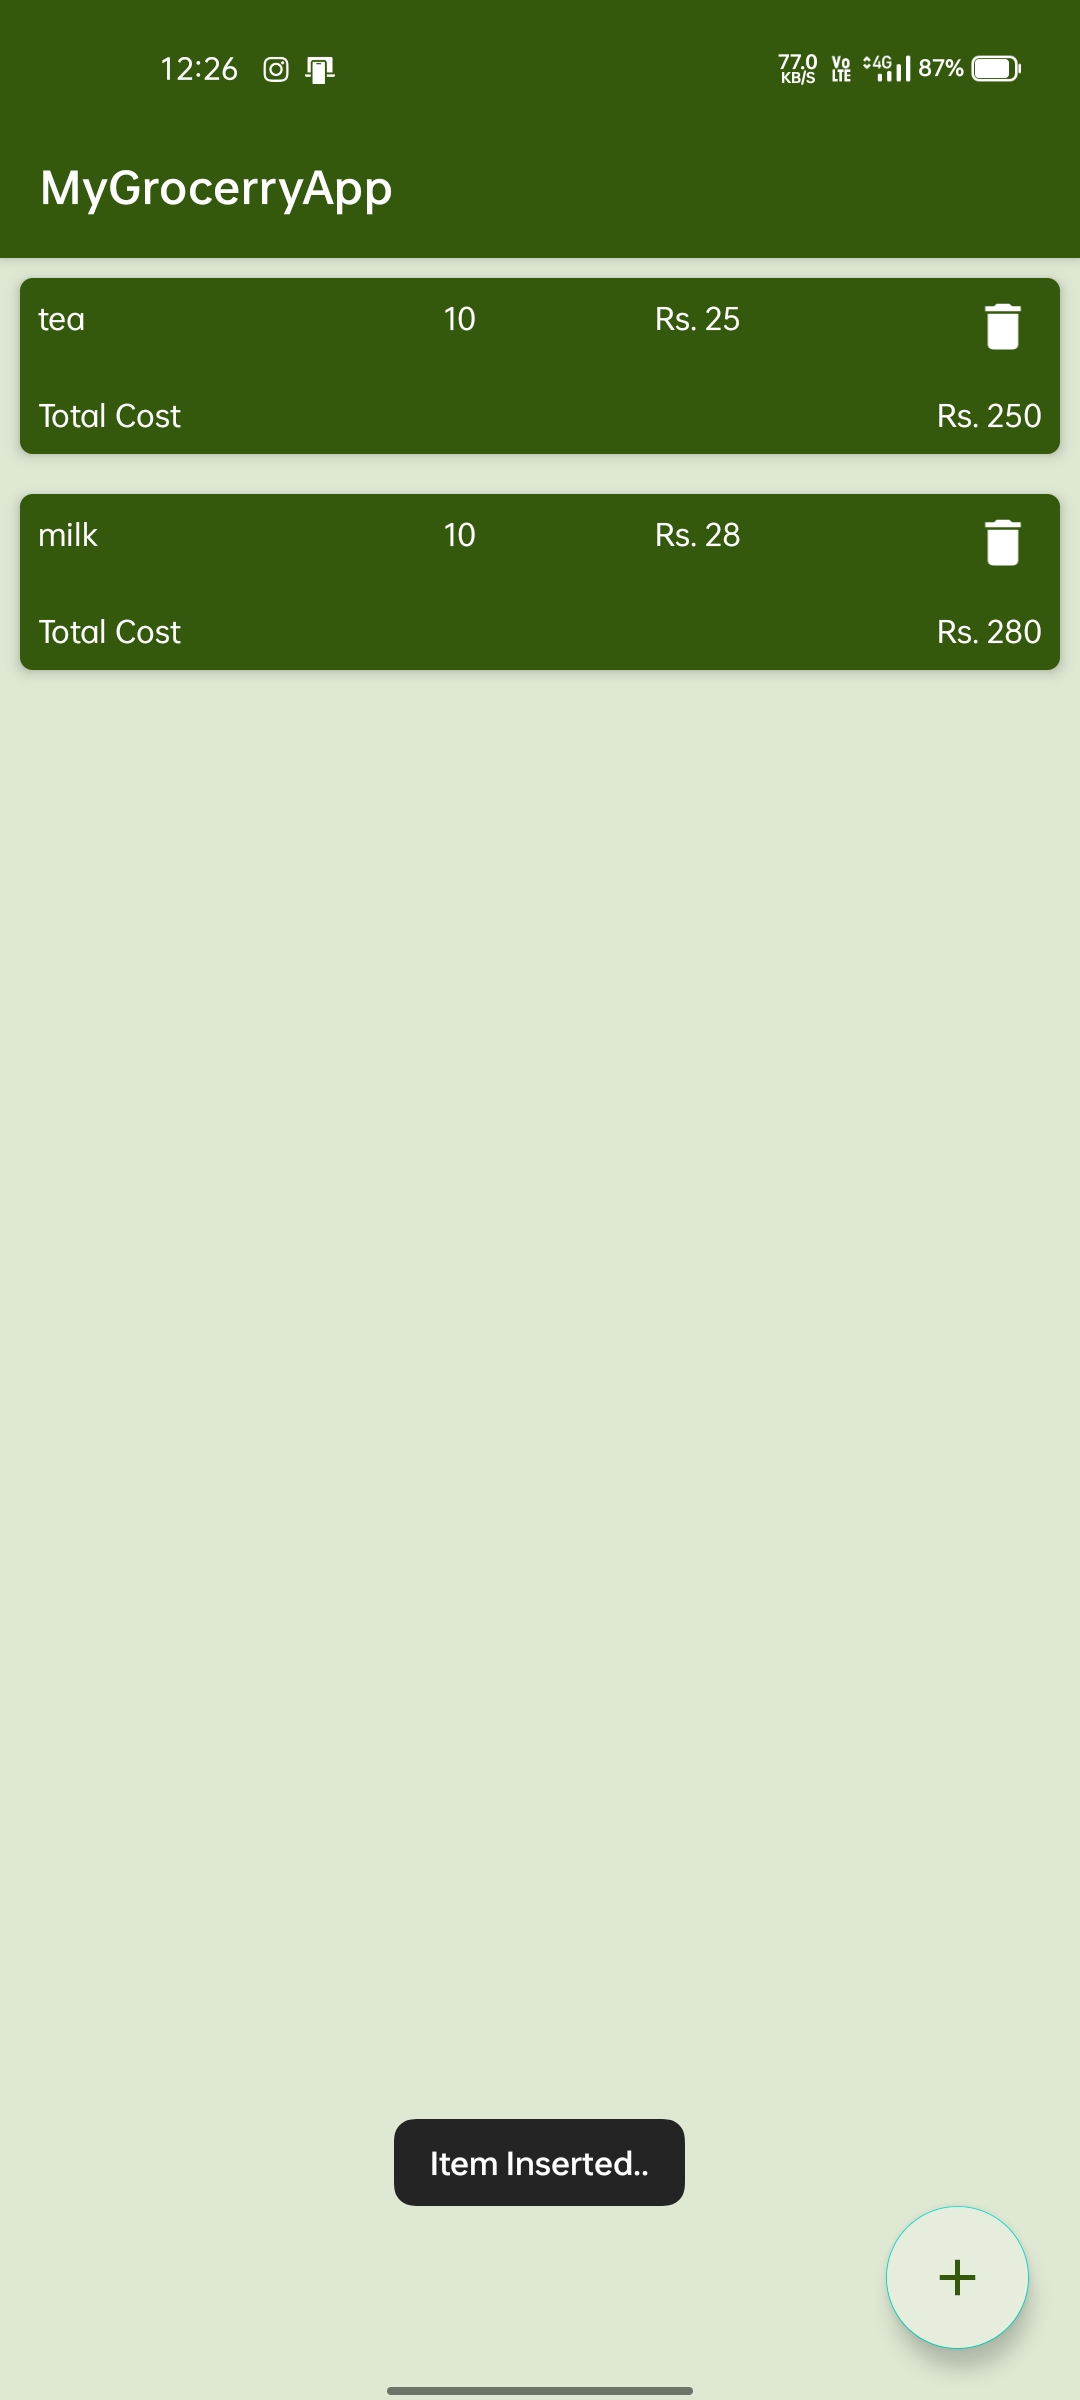 12:26 77.0 KB/S Vo LTE 4G 87%
MyGrocerryApp
tea 10 Rs. 25
Total Cost Rs. 250
milk 10 Rs. 28
Total Cost Rs. 280
Item Inserted..
+